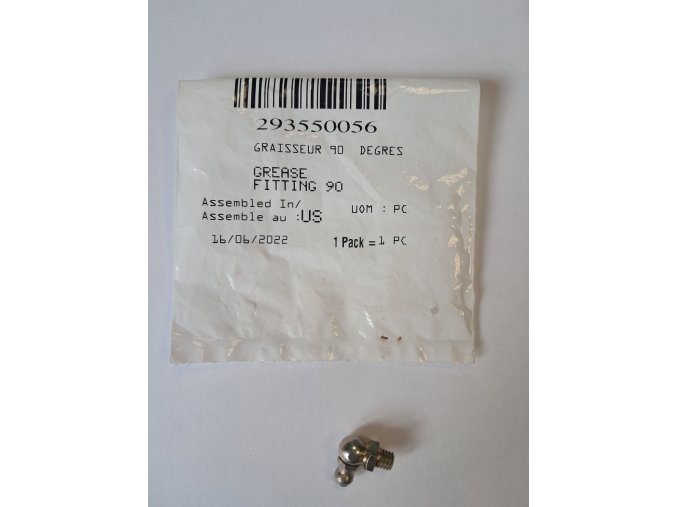 293550056
GRAISSEUR 90 DEGRES
GREASE
FITTING 90
Assembled In/
Assemble au :US
UOM : PC
16/06/2022
1 Pack = 1 PC